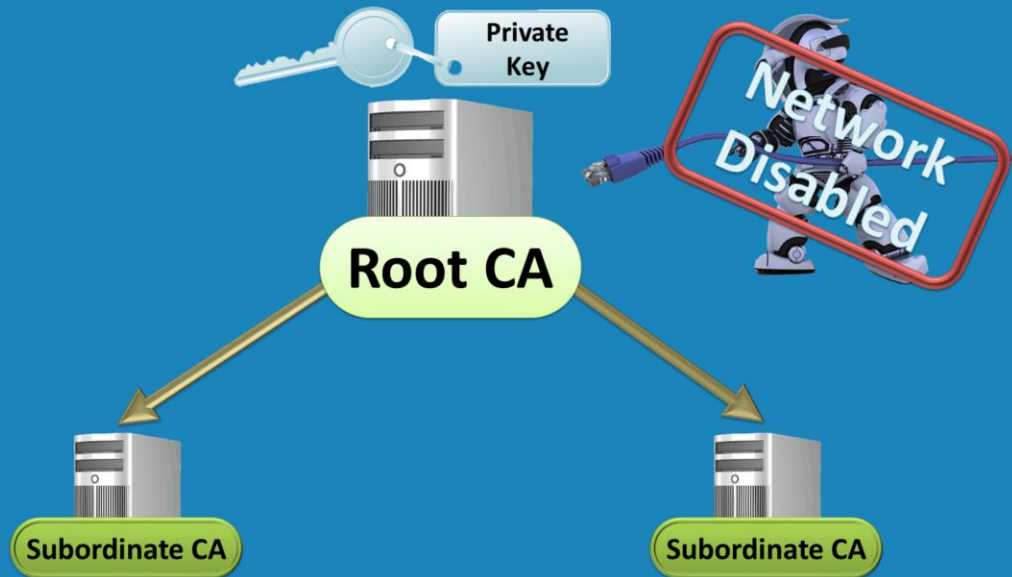 Private
Key
Network
Disabled
Root CA
Subordinate CA
Subordinate CA